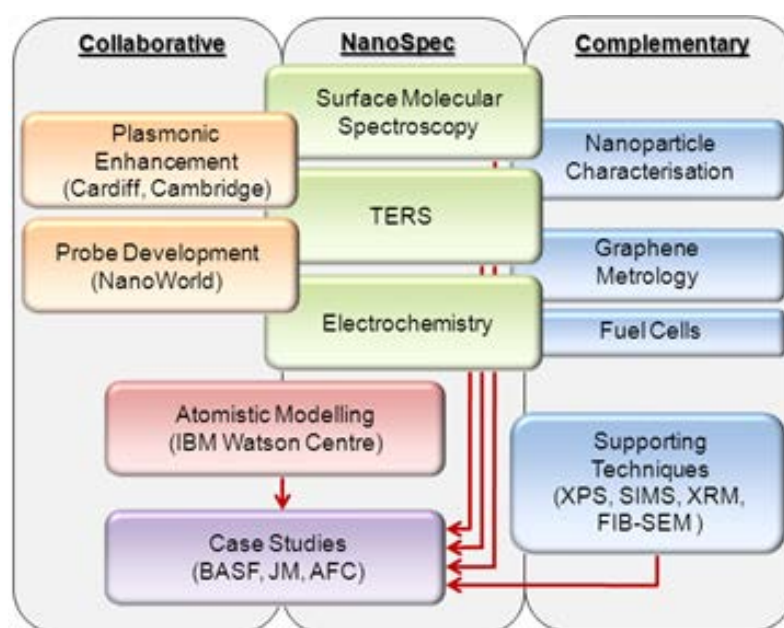 Collaborative
NanoSpec
Complementary
Surface Molecular
Spectroscopy
Plasmonic
Enhancement
(Cardiff, Cambridge)
Nanoparticle
Characterisation
TERS
Probe Development
(NanoWorld)
Graphene
Metrology
Electrochemistry
Fuel Cells
Atomistic Modelling
(IBM Watson Centre)
Supporting
Techniques
(XPS, SIMS, XRM,
FIB-SEM )
Case Studies
(BASF, JM, AFC)